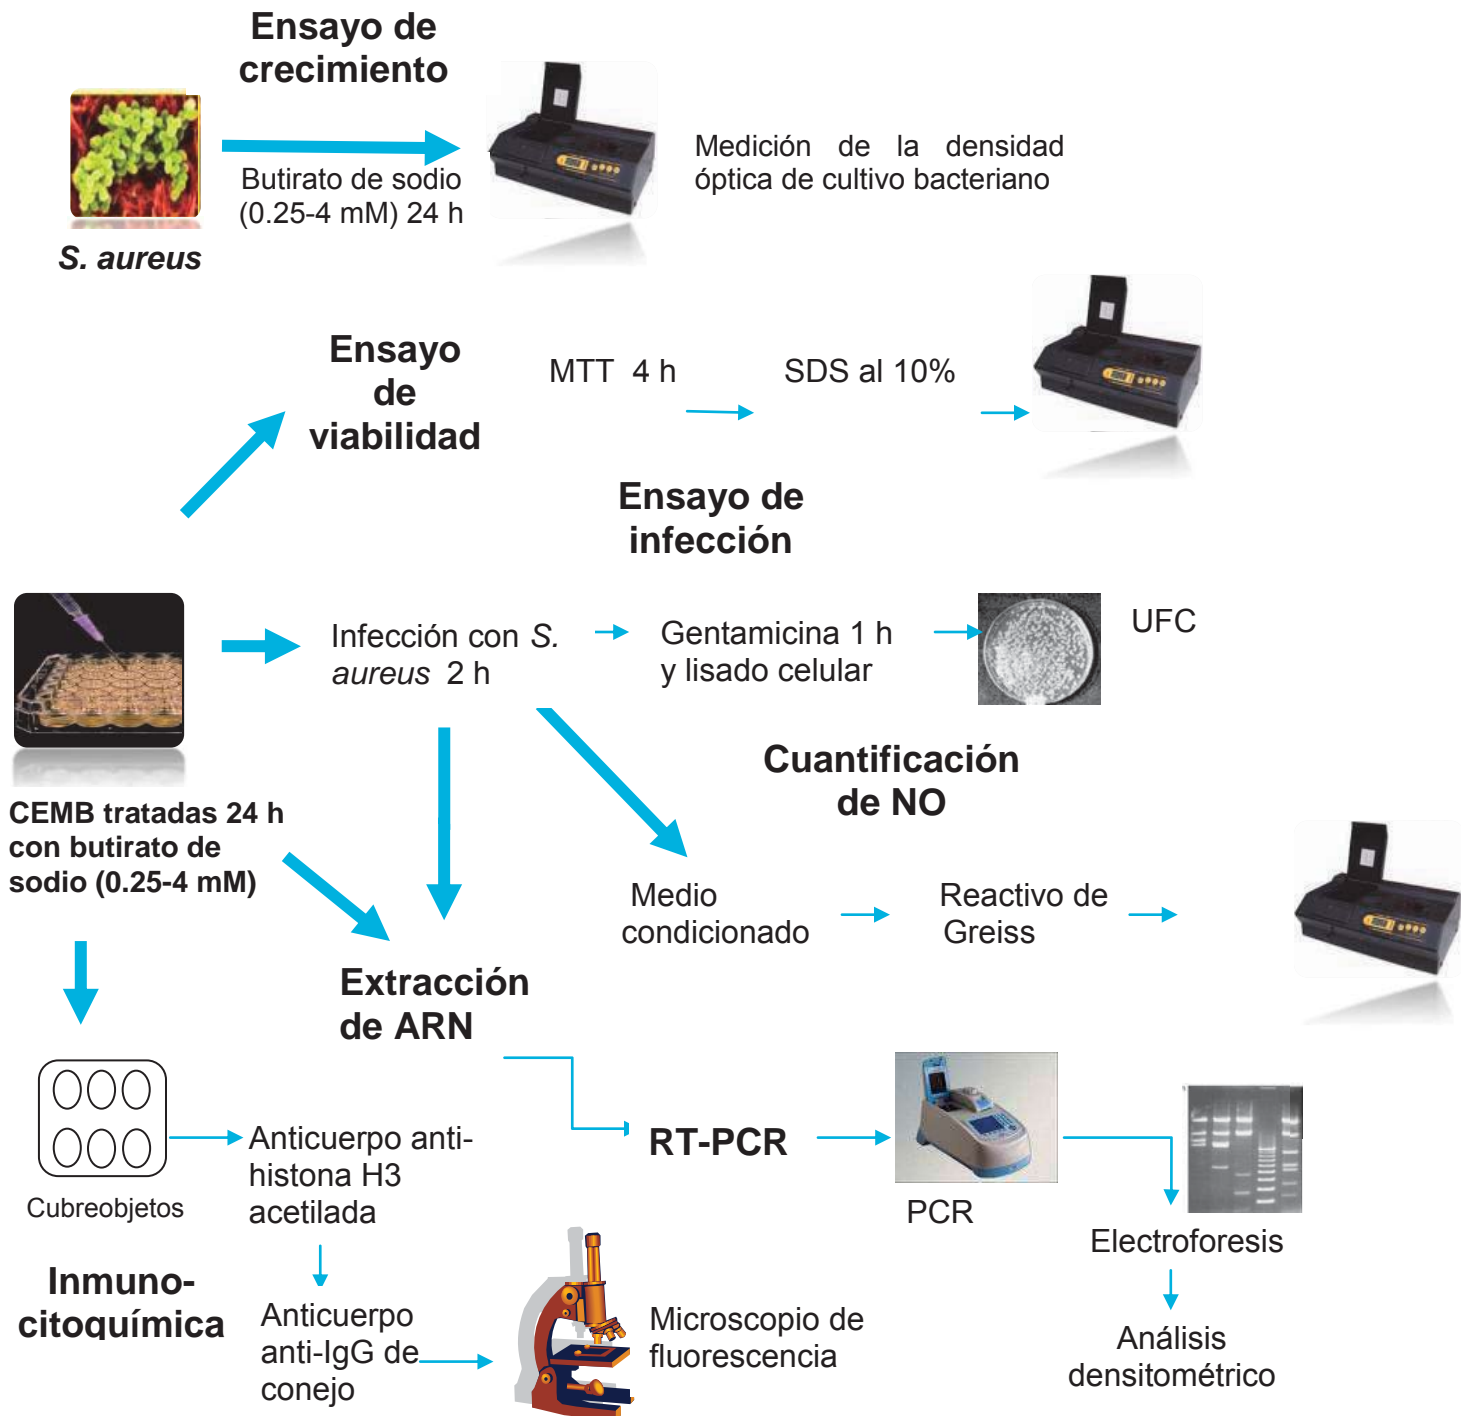 Ensayo de
crecimiento
Butirato de sodio
(0.25-4 mM) 24 h
S. aureus
Medición de la densidad
óptica de cultivo bacteriano
Ensayo
de
viabilidad
MTT 4 h
SDS al 10%
Ensayo de
infección
Infección con S.
aureus 2 h
Gentamicina 1 h
y lisado celular
UFC
Cuantificación
de NO
CEMB tratadas 24 h
con butirato de
sodio (0.25-4 mM)
Medio
condicionado
Reactivo de
Greiss
Extracción
de ARN
RT-PCR
PCR
Electroforesis
Análisis
densitométrico
Cubreobjetos
Anticuerpo anti-
histona H3
acetilada
Inmuno-
citoquímica
Anticuerpo
anti-IgG de
conejo
Microscopio de
fluorescencia